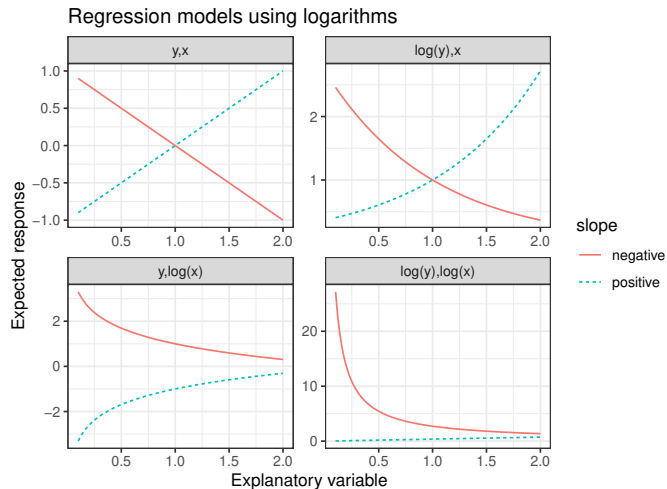 Regression models using logarithms
y,x
log(y),x
1.0
0.5
0.0
−0.5
−1.0
2
1
0.5 1.0 1.5 2.0
0.5 1.0 1.5 2.0
y,log(x)
log(y),log(x)
2
0
−2
20
10
0
0.5 1.0 1.5 2.0
0.5 1.0 1.5 2.0
Explanatory variable
Expected response
slope
negative
positive